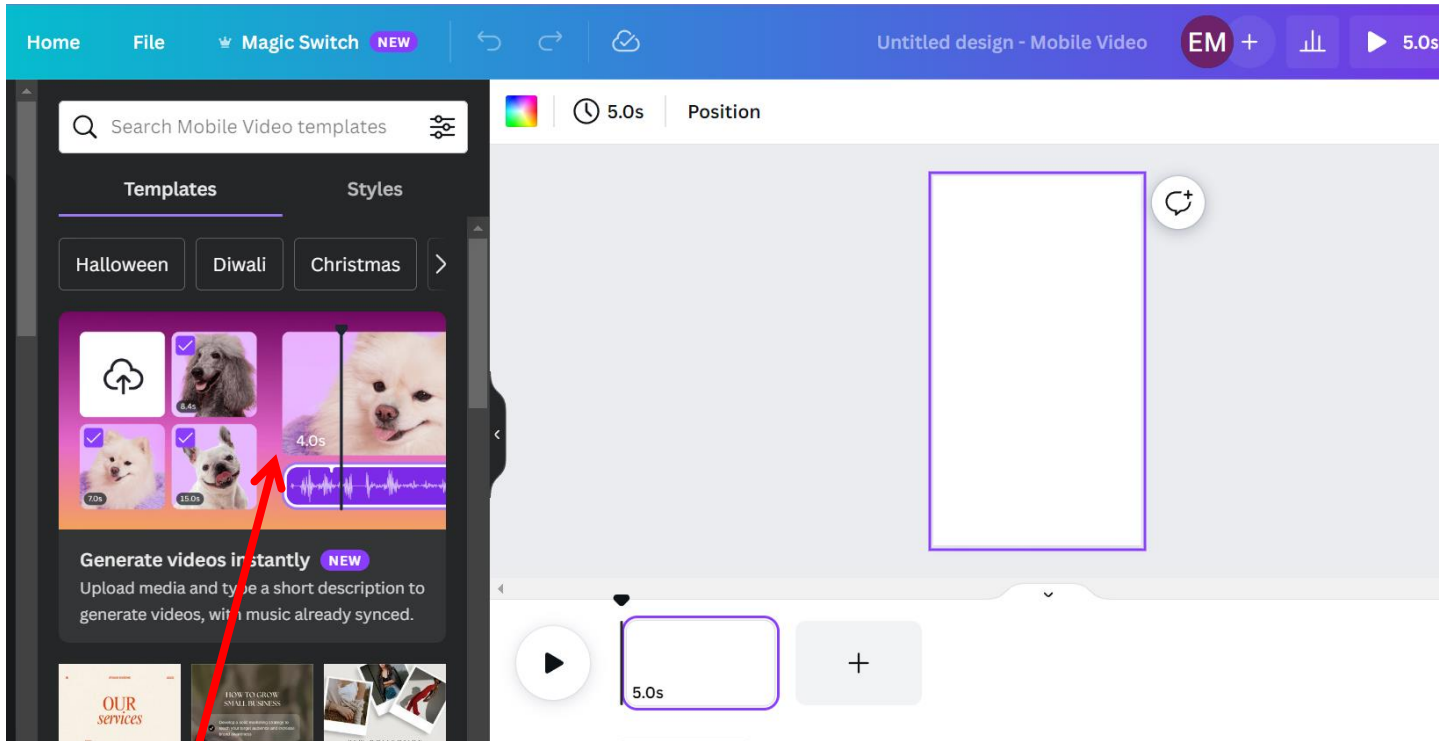 Home File Magic Switch NEW Untitled design - Mobile Video EM + 5.0s
Search Mobile Video templates
5.0s Position
Templates Styles
Halloween Diwali Christmas
8.4s
4.0s
7.0s 15.0s
Generate videos instantly NEW
Upload media and type a short description to
generate videos, with music already synced.
5.0s
OUR
services
HOW TO GROW
SMALL BUSINESS